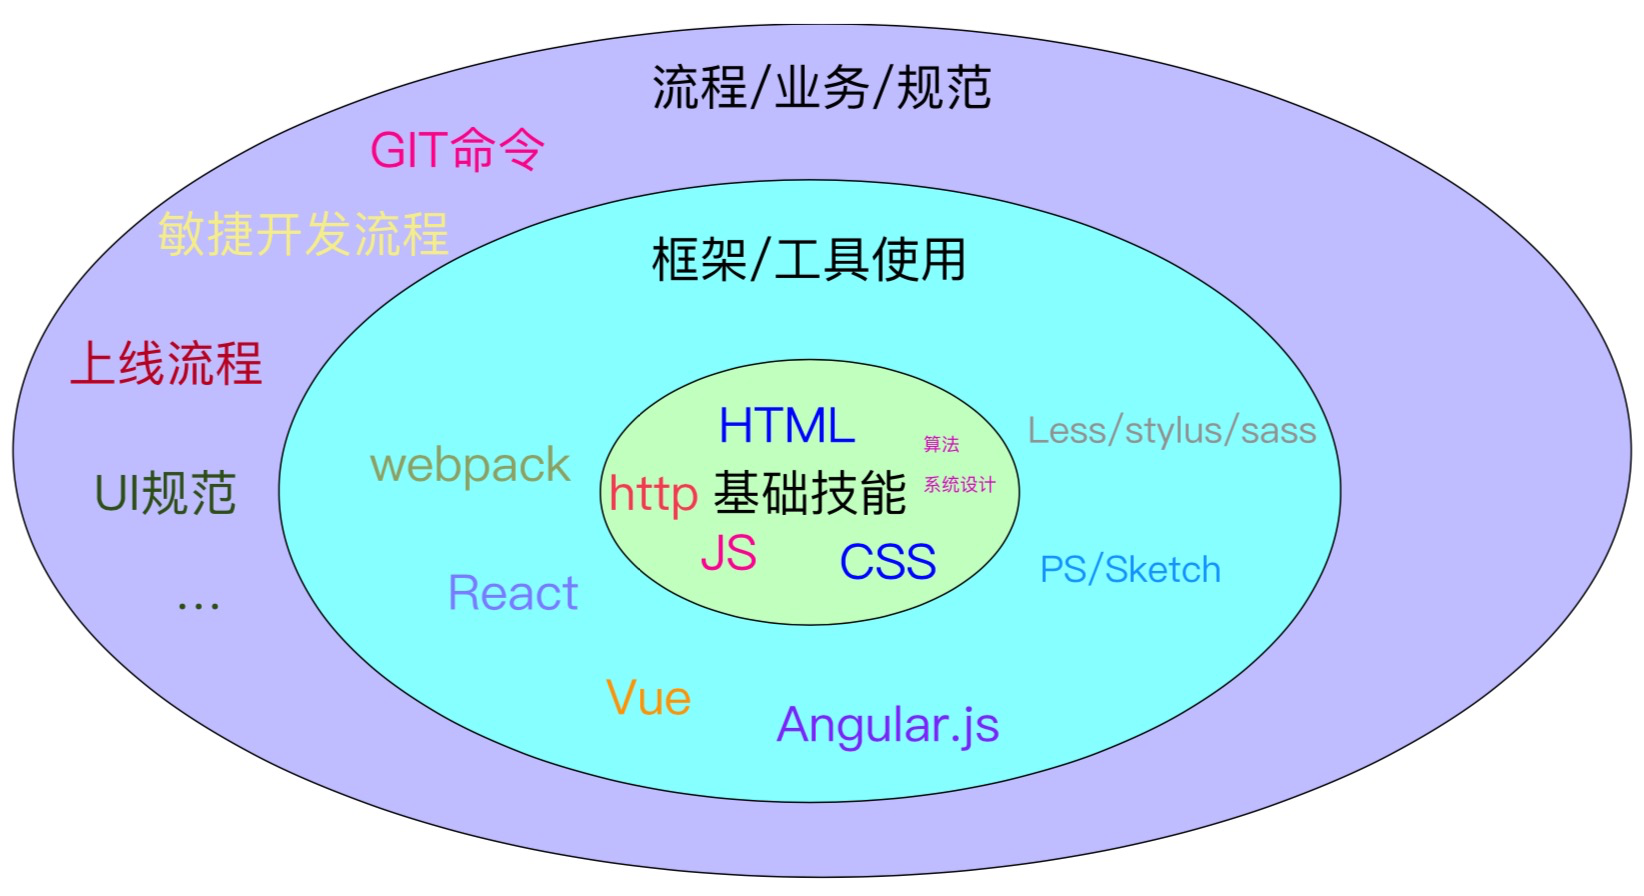 流程/业务/规范
GIT命令
敏捷开发流程
框架/工具使用
上线流程
HTML
Less/stylus/sass
算法
webpack
UI规范
http 基础技能
系统设计
JS
CSS
PS/Sketch
React
...
Vue
Angular.js